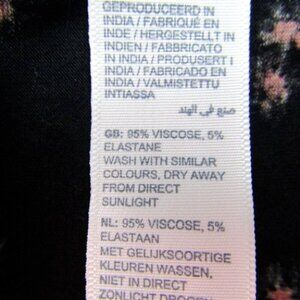 GEPRODUCEERD IN
INDIA / FABRIQUÉ EN
INDE / HERGESTELLT IN
INDIEN / FABBRICATO
IN INDIA / PRODUSERT I
INDIA / FABRICADO EN
INDIA / VALMISTETTU
INTIASSA
صنع في الهند
GB: 95% VISCOSE, 5%
ELASTANE
WASH WITH SIMILAR
COLOURS, DRY AWAY
FROM DIRECT
SUNLIGHT
NL: 95% VISCOSE, 5%
ELASTAAN
MET GELIJKSOORTIGE
KLEUREN WASSEN,
NIET IN DIRECT
ZONLICHT DROGEN